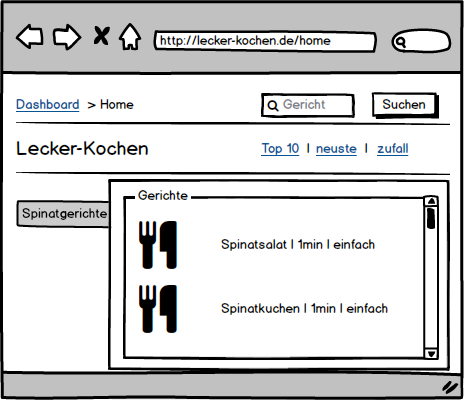 http://lecker-kochen.de/home
Dashboard > Home Gericht Suchen
Lecker-Kochen Top 10 | neuste | zufall
Gerichte
Spinatgerichte
Spinatsalat | 1min | einfach
Spinatkuchen | 1min | einfach